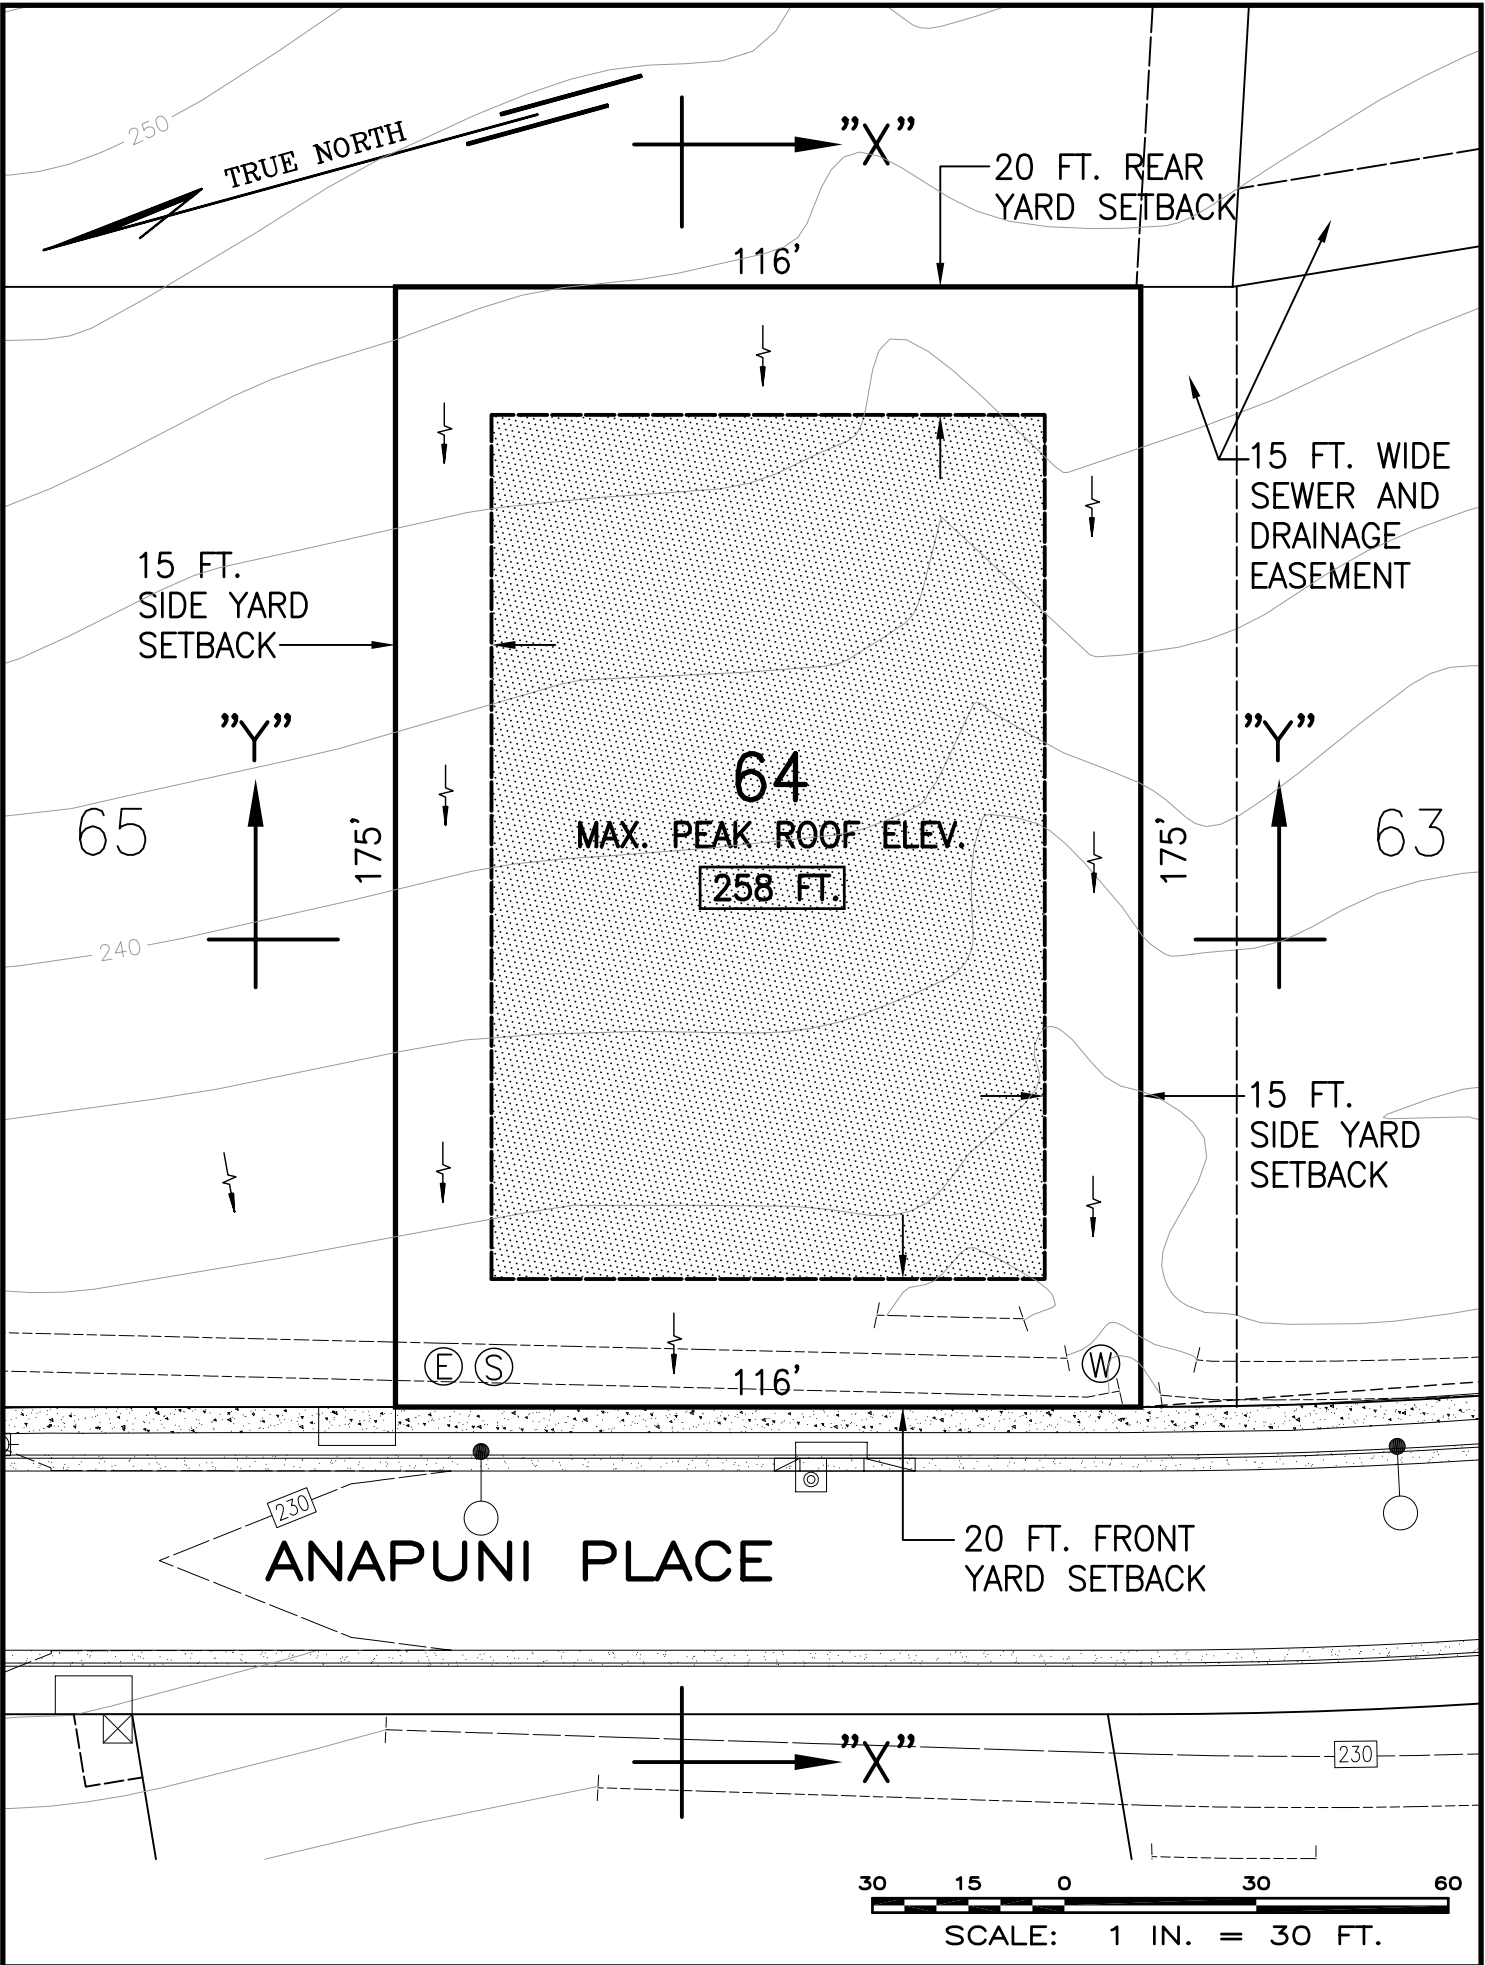 250
TRUE NORTH
"X"
20 FT. REAR
YARD SETBACK
116'
15 FT. WIDE
SEWER AND
DRAINAGE
EASEMENT
15 FT.
SIDE YARD
SETBACK
"Y"
"Y"
64
MAX. PEAK ROOF ELEV.
258 FT.
65
175'
175'
63
240
15 FT.
SIDE YARD
SETBACK
E
S
116'
W
230
ANAPUNI PLACE
20 FT. FRONT
YARD SETBACK
"X"
230
30 15 0 30 60
SCALE: 1 IN. = 30 FT.